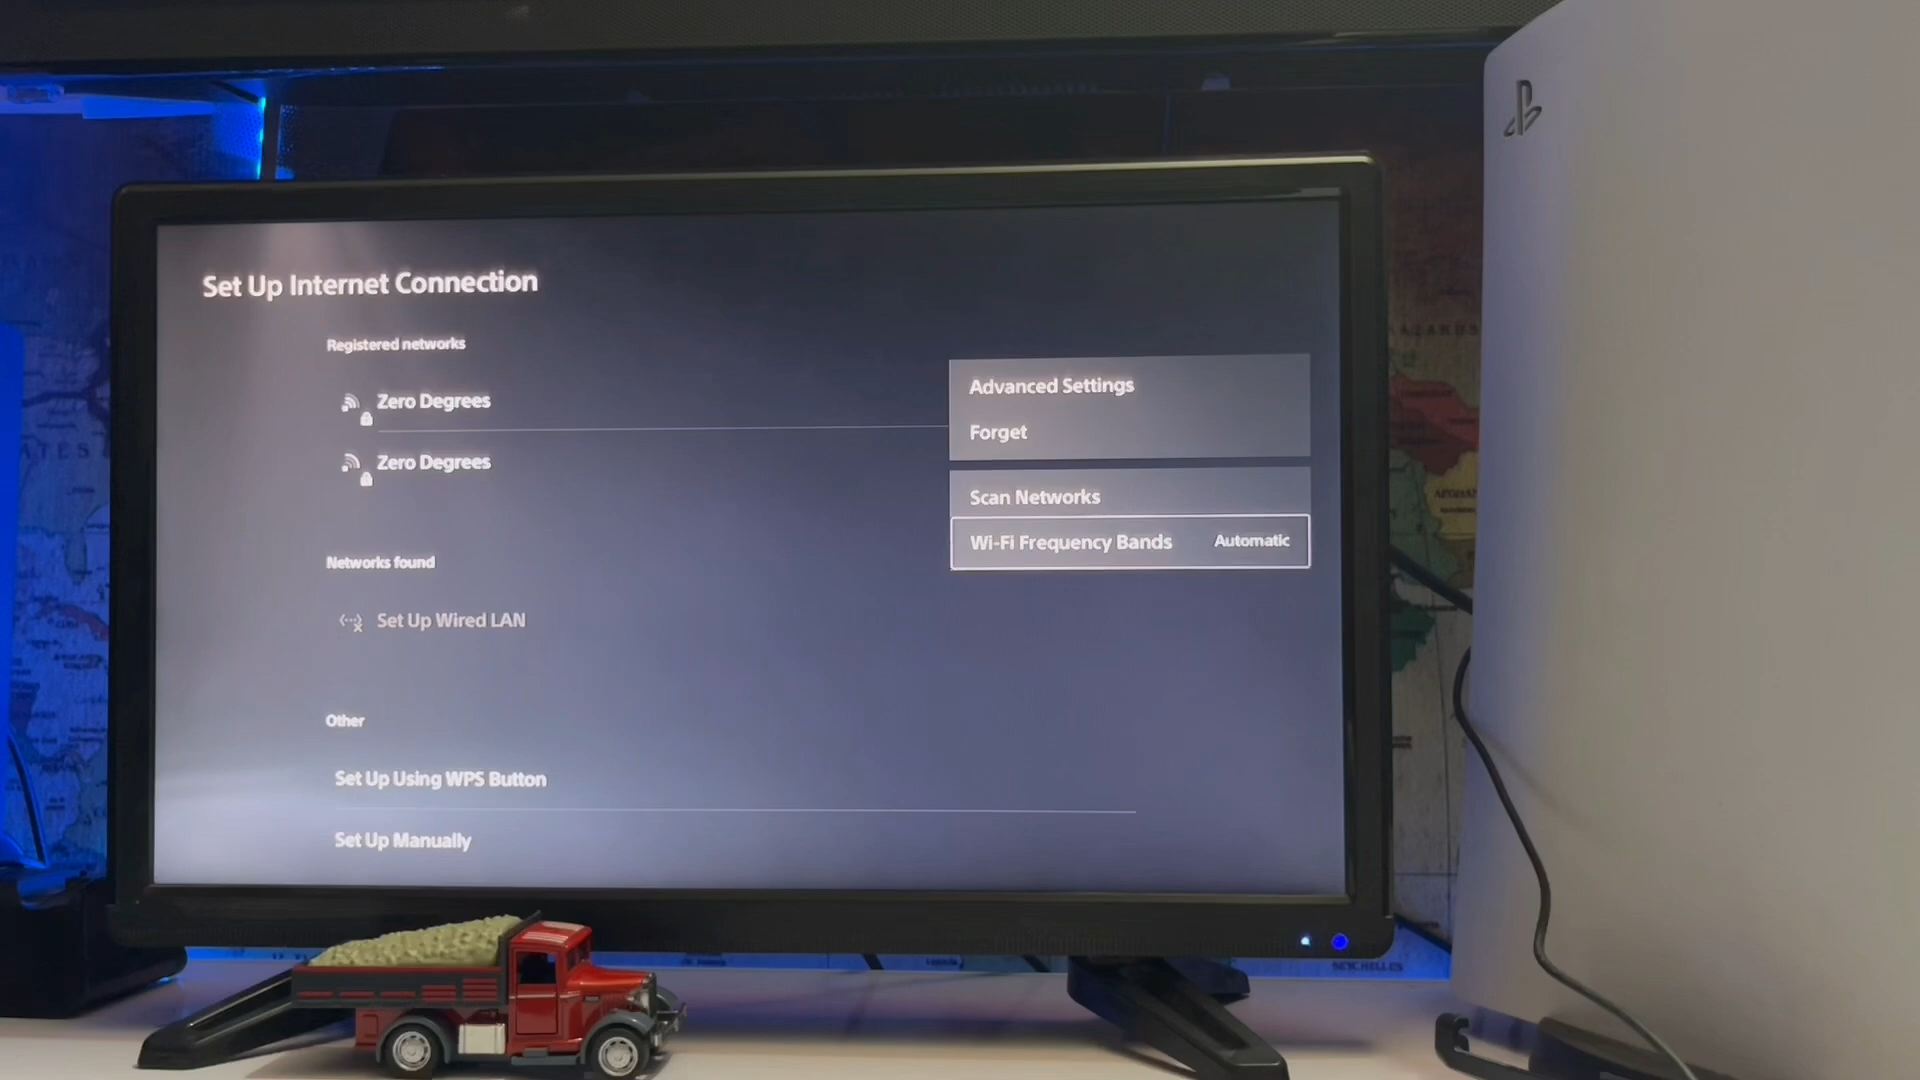 Set Up Internet Connection
Registered networks
Zero Degrees
Zero Degrees
Advanced Settings
Forget
Scan Networks
Wi-Fi Frequency Bands Automatic
Networks found
Set Up Wired LAN
Other
Set Up Using WPS Button
Set Up Manually
SEYCHELLES